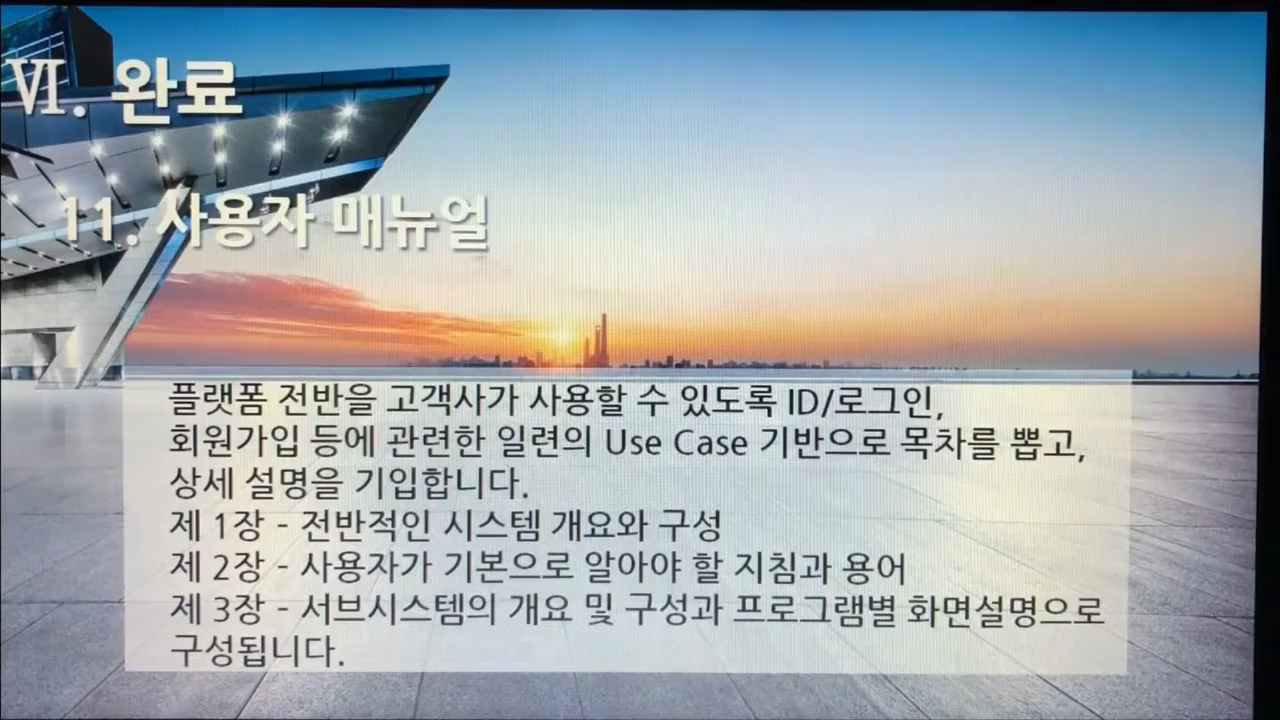 Ⅵ. 완료
11. 사용자 매뉴얼
플랫폼 전반을 고객사가 사용할 수 있도록 ID/로그인,
회원가입 등에 관련한 일련의 Use Case 기반으로 목차를 뽑고,
상세 설명을 기입합니다.
제 1장 - 전반적인 시스템 개요와 구성
제 2장 - 사용자가 기본으로 알아야 할 지침과 용어
제 3장 - 서브시스템의 개요 및 구성과 프로그램별 화면설명으로
구성됩니다.